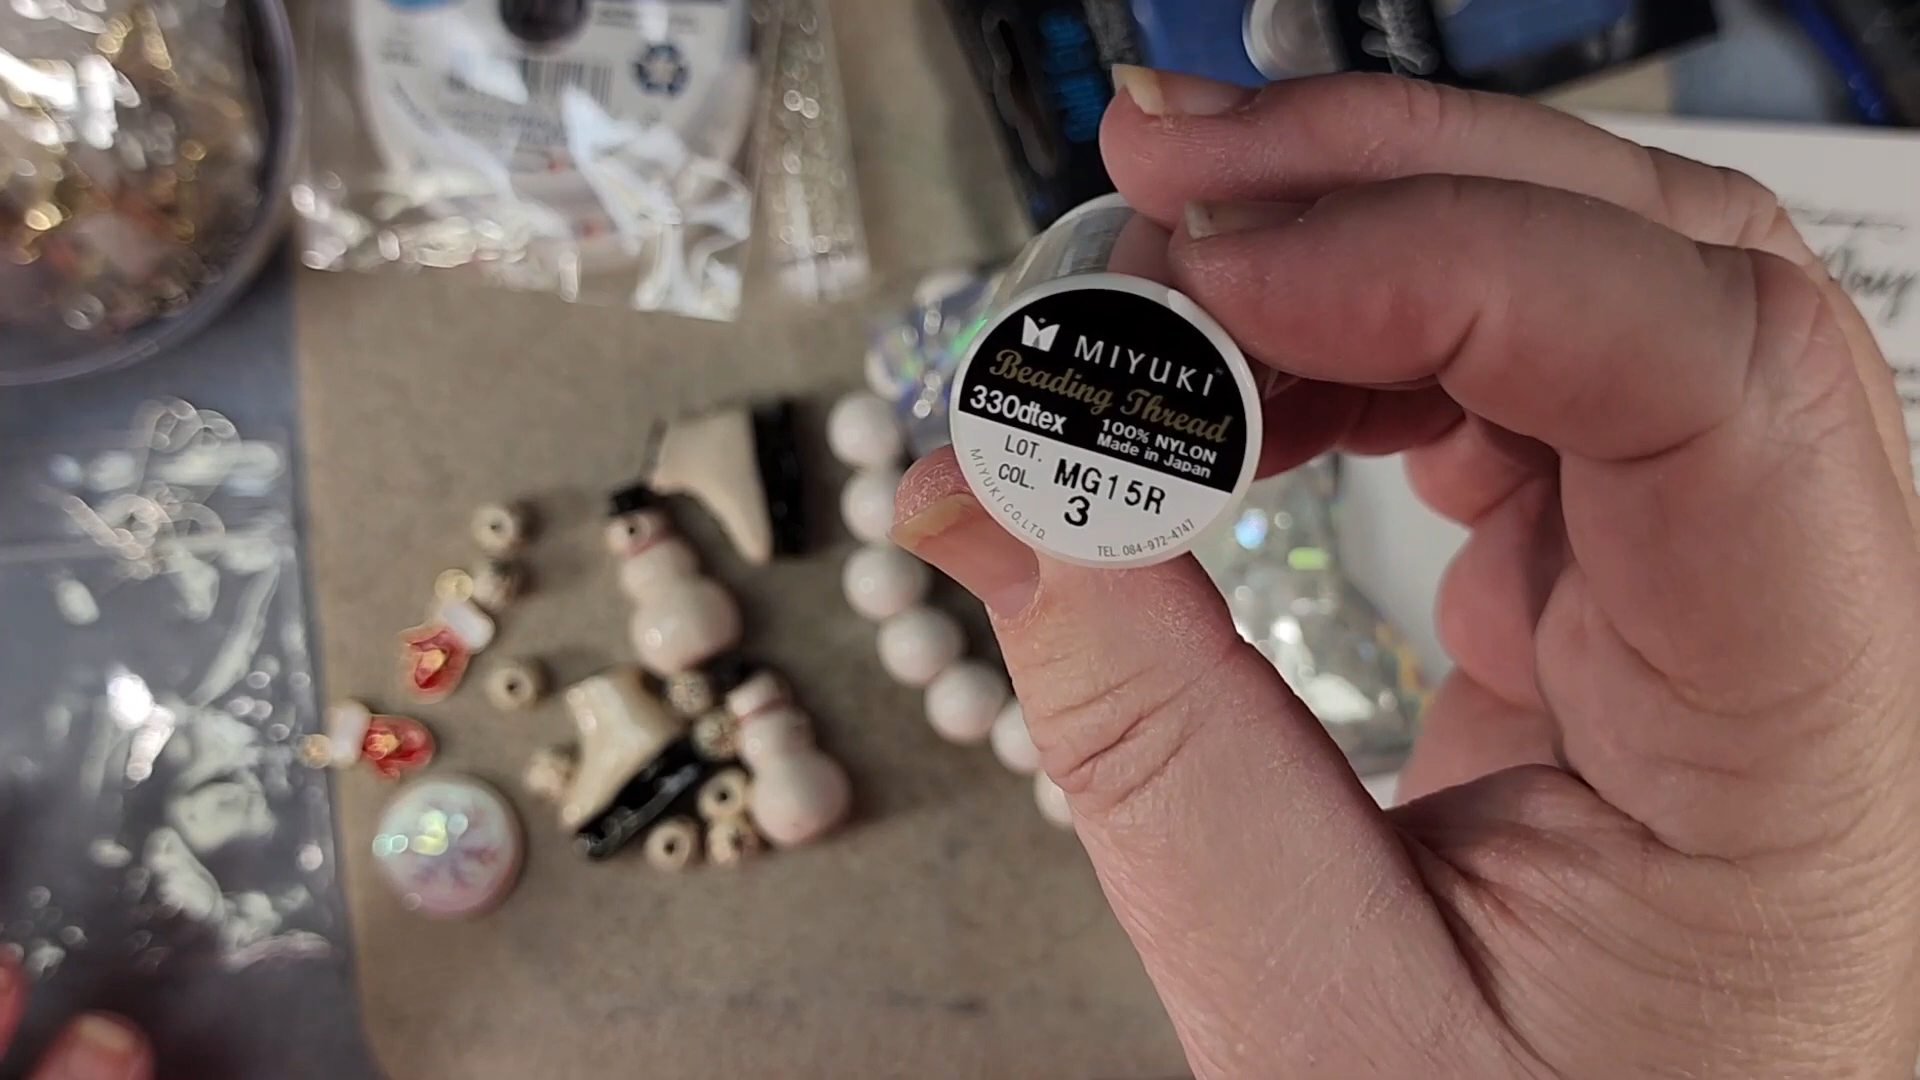 MIYUKI
Beading Thread
330dtex
100% NYLON
Made in Japan
LOT. MG15R
COL. 3
MIYUKI CO.,LTD.
TEL. 084-972-4747